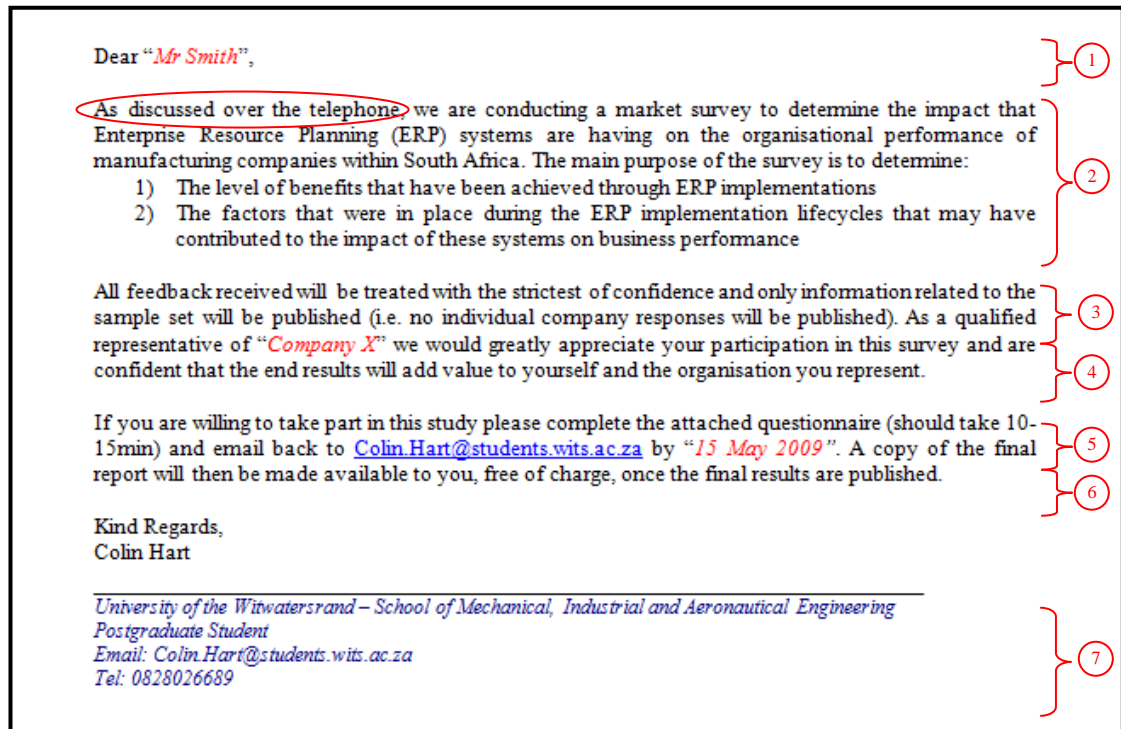 Dear “Mr Smith”,
1
As discussed over the telephone, we are conducting a market survey to determine the impact that
Enterprise Resource Planning (ERP) systems are having on the organisational performance of
manufacturing companies within South Africa. The main purpose of the survey is to determine:
1) The level of benefits that have been achieved through ERP implementations
2
2) The factors that were in place during the ERP implementation lifecycles that may have
contributed to the impact of these systems on business performance
All feedback received will be treated with the strictest of confidence and only information related to the
sample set will be published (i.e. no individual company responses will be published). As a qualified
3
representative of “Company X” we would greatly appreciate your participation in this survey and are
confident that the end results will add value to yourself and the organisation you represent.
4
If you are willing to take part in this study please complete the attached questionnaire (should take 10-
15min) and email back to Colin.Hart@students.wits.ac.za by “15 May 2009”. A copy of the final
5
report will then be made available to you, free of charge, once the final results are published.
6
Kind Regards,
Colin Hart
University of the Witwatersrand – School of Mechanical, Industrial and Aeronautical Engineering
Postgraduate Student
Email: Colin.Hart@students.wits.ac.za
7
Tel: 0828026689